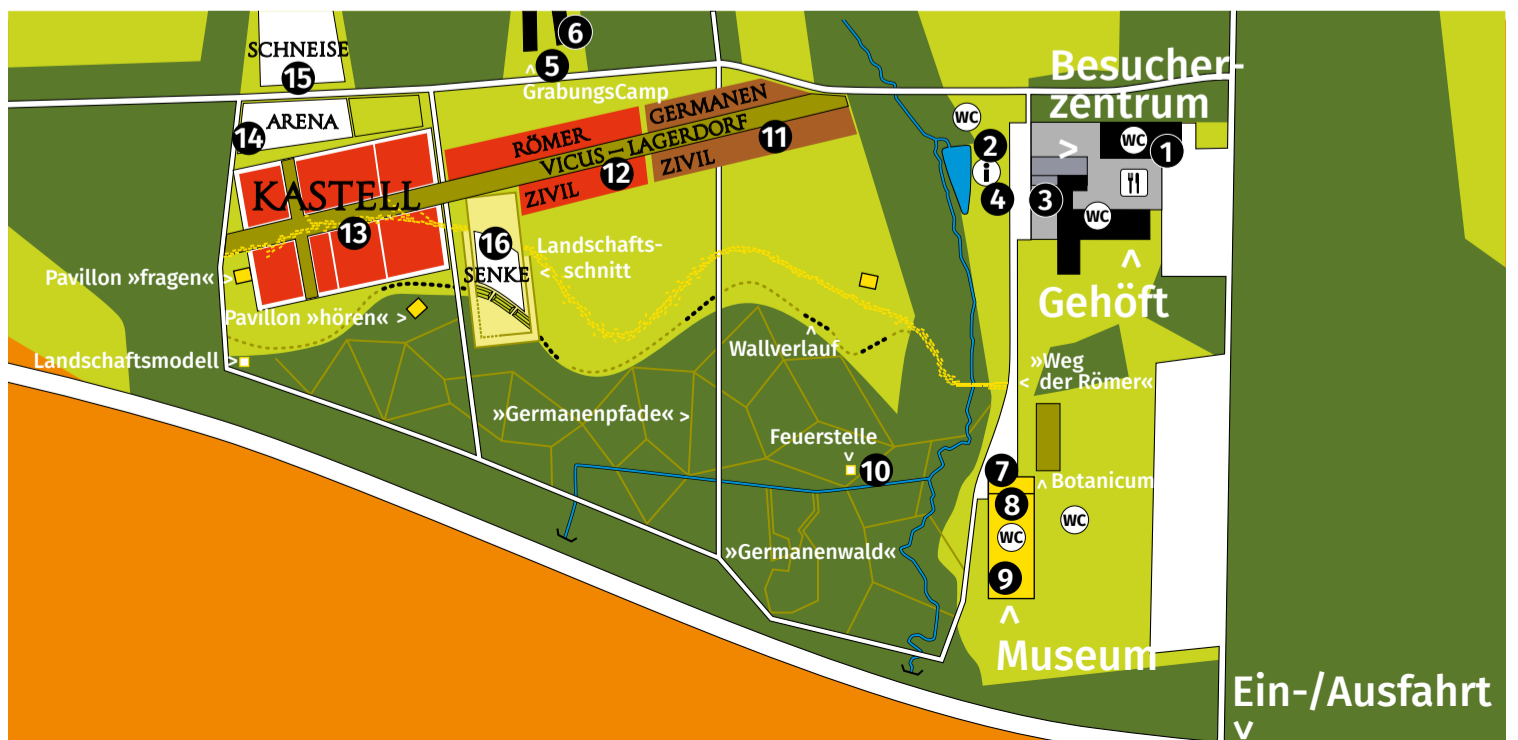 SCHNEISE
15
6
5
^
GrabungsCamp
Besucher-
zentrum
>
WC
1
WC
2
i
4
3
WC
^
Gehöft
14
ARENA
RÖMER
GERMANEN
VICUS – LAGERDORF
11
ZIVIL
12
ZIVIL
KASTELL
13
16
SENKE
Landschafts-
< schnitt
Pavillon »fragen« >
Pavillon »hören« >
Landschaftsmodell >
^
Wallverlauf
»Weg
< der Römer«
»Germanenpfade« >
Feuerstelle
v
10
7
^ Botanicum
8
WC
WC
»Germanenwald«
9
^
Museum
Ein-/Ausfahrt
v